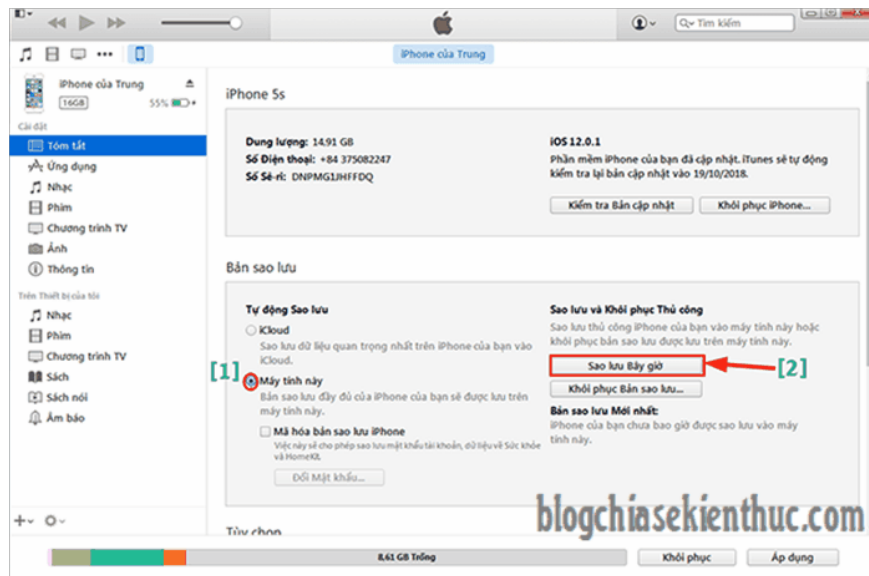 Tìm kiếm
iPhone của Trung
iPhone của Trung
16GB
55%
Cài đặt
Tóm tắt
Ứng dụng
Nhạc
Phim
Chương trình TV
Ảnh
Thông tin
Trên Thiết bị của tôi
Nhạc
Phim
Chương trình TV
Sách
Sách nói
Âm báo
iPhone 5s
Dung lượng: 14,91 GB
Số Điện thoại: +84 375082247
Số Sê-ri: DNPMG1JHFFDQ
iOS 12.0.1
Phần mềm iPhone của bạn đã cập nhật. iTunes sẽ tự động
kiểm tra lại bản cập nhật vào 19/10/2018.
Kiểm tra Bản cập nhật
Khôi phục iPhone...
Bản sao lưu
Tự động Sao lưu
iCloud
Sao lưu dữ liệu quan trọng nhất trên iPhone của bạn vào
iCloud.
[1]
Máy tính này
Bản sao lưu đầy đủ của iPhone của bạn sẽ được lưu trên
máy tính này.
Mã hóa bản sao lưu iPhone
Việc này sẽ cho phép sao lưu mật khẩu tài khoản, dữ liệu về Sức khỏe
và HomeKit.
Đổi Mật khẩu...
Sao lưu và Khôi phục Thủ công
Sao lưu thủ công iPhone của bạn vào máy tính này hoặc
khôi phục bản sao lưu được lưu trên máy tính này.
Sao lưu Bây giờ
[2]
Khôi phục Bản sao lưu...
Bản sao lưu Mới nhất:
iPhone của bạn chưa bao giờ được sao lưu vào máy
tính này.
Tùy chọn
blogchiasekienthuc.com
8,61 GB Trống
Khôi phục
Áp dụng